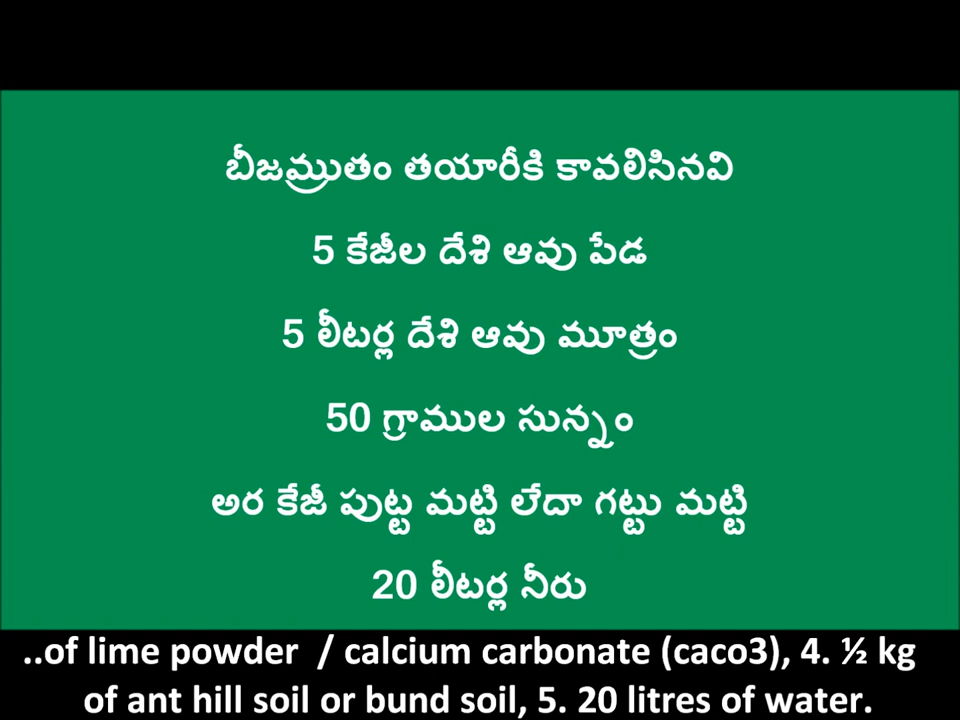 బీజమ్రుతం తయారీకి కావలిసినవి
5 కేజీల దేశి ఆవు పేడ
5 లీటర్ల దేశి ఆవు మూత్రం
50 గ్రాముల సున్నం
అర కేజీ పుట్ట మట్టి లేదా గట్టు మట్టి
20 లీటర్ల నీరు
..of lime powder / calcium carbonate (caco3), 4. ½ kg
of ant hill soil or bund soil, 5. 20 litres of water.